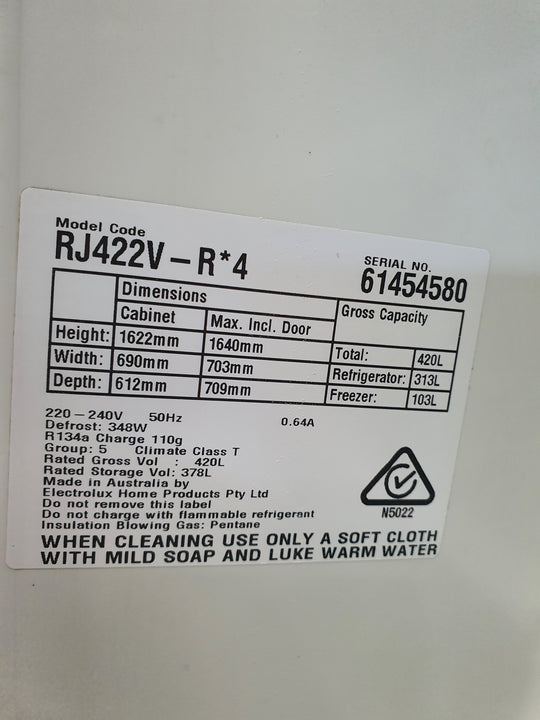 Model Code
RJ422V – R*4
SERIAL NO.
61454580
Dimensions
Gross Capacity
Cabinet Max. Incl. Door
Height: 1622mm 1640mm
Total: 420L
Width: 690mm 703mm
Refrigerator: 313L
Depth: 612mm 709mm
Freezer: 103L
220 – 240V 50Hz 0.64A
Defrost: 348W
R134a Charge 110g
Group: 5 Climate Class T
Rated Gross Vol : 420L
Rated Storage Vol: 378L
Made in Australia by
Electrolux Home Products Pty Ltd
Do not remove this label
Do not charge with flammable refrigerant
Insulation Blowing Gas: Pentane
N5022
WHEN CLEANING USE ONLY A SOFT CLOTH
WITH MILD SOAP AND LUKE WARM WATER